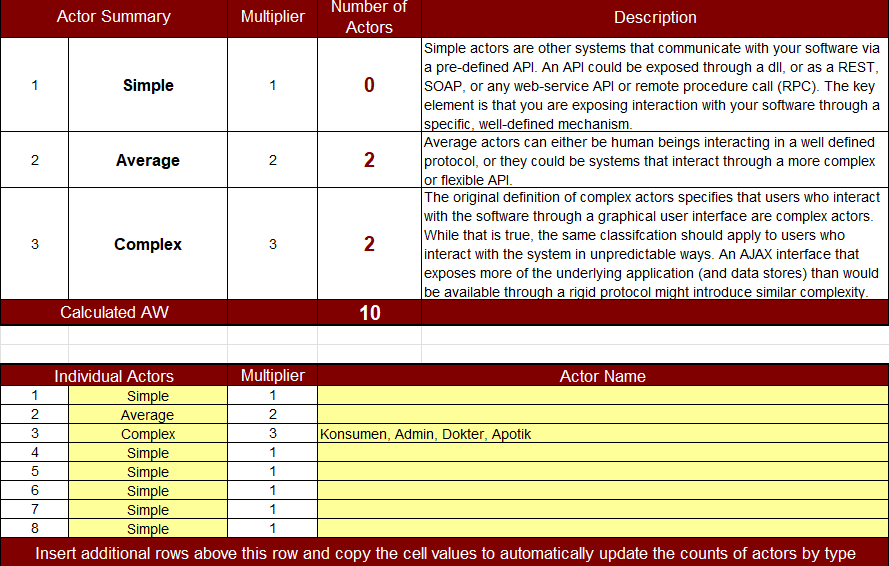 Actor Summary Multiplier Number of Actors Description
1 Simple 1 0
Simple actors are other systems that communicate with your software via
a pre-defined API. An API could be exposed through a dll, or as a REST,
SOAP, or any web-service API or remote procedure call (RPC). The key
element is that you are exposing interaction with your software through a
specific, well-defined mechanism.
2 Average 2 2
Average actors can either be human beings interacting in a well defined
protocol, or they could be systems that interact through a more complex
or flexible API.
3 Complex 3 2
The original definition of complex actors specifies that users who interact
with the software through a graphical user interface are complex actors.
While that is true, the same classifcation should apply to users who
interact with the system in unpredictable ways. An AJAX interface that
exposes more of the underlying application (and data stores) than would
be available through a rigid protocol might introduce similar complexity.
Calculated AW 10
Individual Actors Multiplier Actor Name
1 Simple 1
2 Average 2
3 Complex 3 Konsumen, Admin, Dokter, Apotik
4 Simple 1
5 Simple 1
6 Simple 1
7 Simple 1
8 Simple 1
Insert additional rows above this row and copy the cell values to automatically update the counts of actors by type